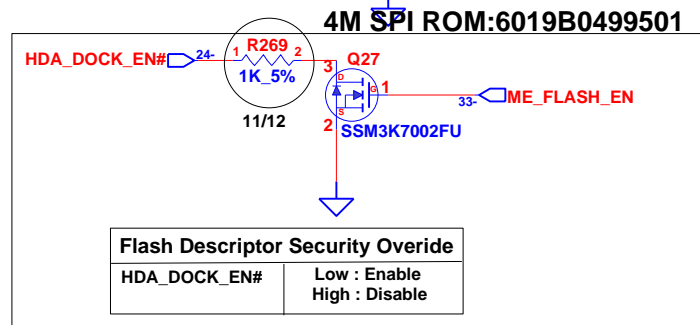 4M SPI ROM:6019B0499501
HDA_DOCK_EN#
24-
1
R269
2
1K_5%
11/12
3
Q27
D
G
S
1
33-
ME_FLASH_EN
2
SSM3K7002FU
Flash Descriptor Security Overide
HDA_DOCK_EN#
Low : Enable
High : Disable